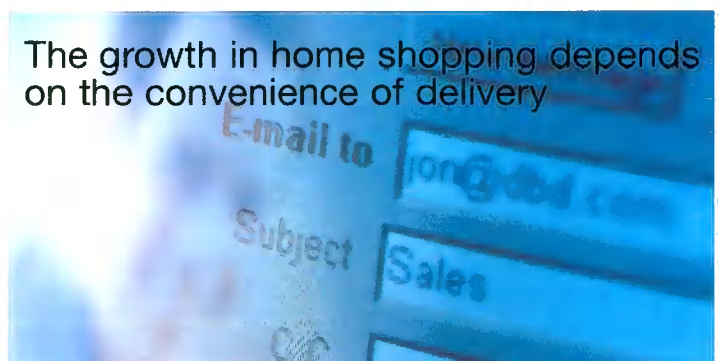 The growth in home shopping depends
on the convenience of delivery
E-mail to
Subject
Sales